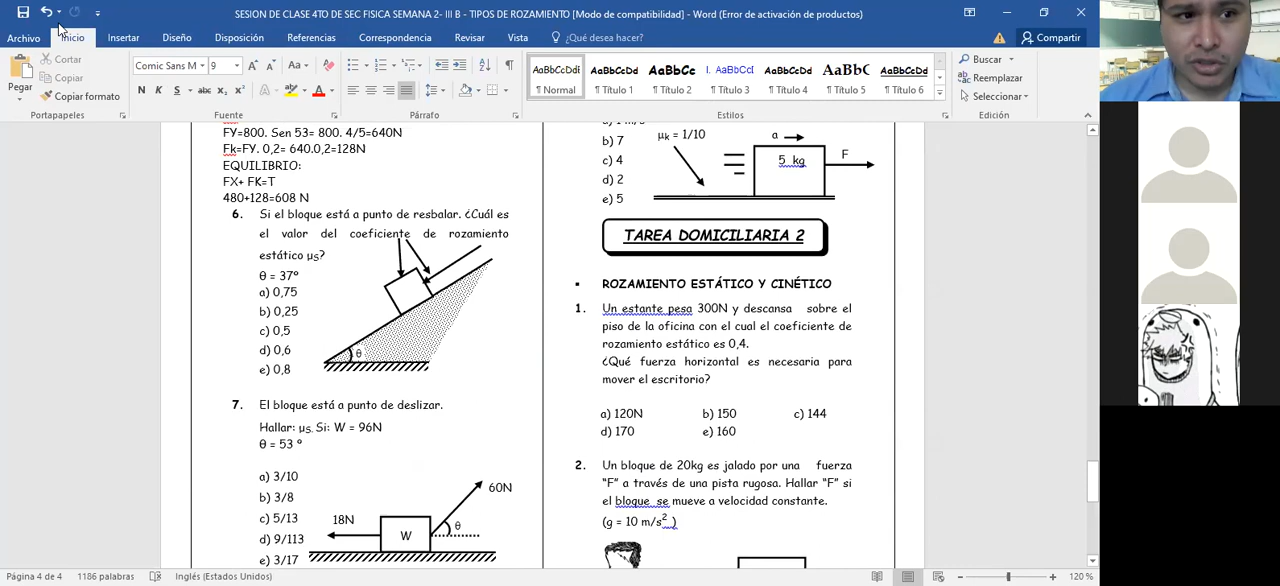 SESION DE CLASE 4TO DE SEC FISICA SEMANA 2- III B - TIPOS DE ROZAMIENTO [Modo de compatibilidad] - Word (Error de activación de productos)
Archivo Inicio Insertar Diseño Disposición Referencias Correspondencia Revisar Vista ¿Qué desea hacer? Compartir
Pegar
Cortar
Copiar
Copiar formato
Portapapeles
Comic Sans M 9
N K S abc x₂ x²
Fuente
Párrafo
AaBbCcDdE ¶ Normal
AaBbCcDd ¶ Título 1
AaBbCc ¶ Título 2
I. AaBbCcI ¶ Título 3
AaBbCcDd ¶ Título 4
AaBbC ¶ Título 5
AaBbCcDd ¶ Título 6
Estilos
Buscar
Reemplazar
Seleccionar
Edición
FY=800. Sen 53= 800. 4/5=640N
Fk=FY. 0,2= 640.0,2=128N
EQUILIBRIO:
FX+ FK=T
480+128=608 N
6. Si el bloque está a punto de resbalar. ¿Cuál es
el valor del coeficiente de rozamiento
estático μS?
θ = 37º
a) 0,75
b) 0,25
c) 0,5
d) 0,6
e) 0,8
θ
7. El bloque está a punto de deslizar.
Hallar: μS. Si: W = 96N
θ = 53 º
a) 3/10
b) 3/8
c) 5/13
d) 9/113
e) 3/17
60N
18N
θ
W
b) 7
c) 4
d) 2
e) 5
μk = 1/10
a
5 kg
F
TAREA DOMICILIARIA 2
▪ ROZAMIENTO ESTÁTICO Y CINÉTICO
1. Un estante pesa 300N y descansa sobre el
piso de la oficina con el cual el coeficiente de
rozamiento estático es 0,4.
¿Qué fuerza horizontal es necesaria para
mover el escritorio?
a) 120N b) 150 c) 144
d) 170 e) 160
2. Un bloque de 20kg es jalado por una fuerza
"F" a través de una pista rugosa. Hallar "F" si
el bloque se mueve a velocidad constante.
(g = 10 m/s² )
Página 4 de 4 1186 palabras Inglés (Estados Unidos) 120 %